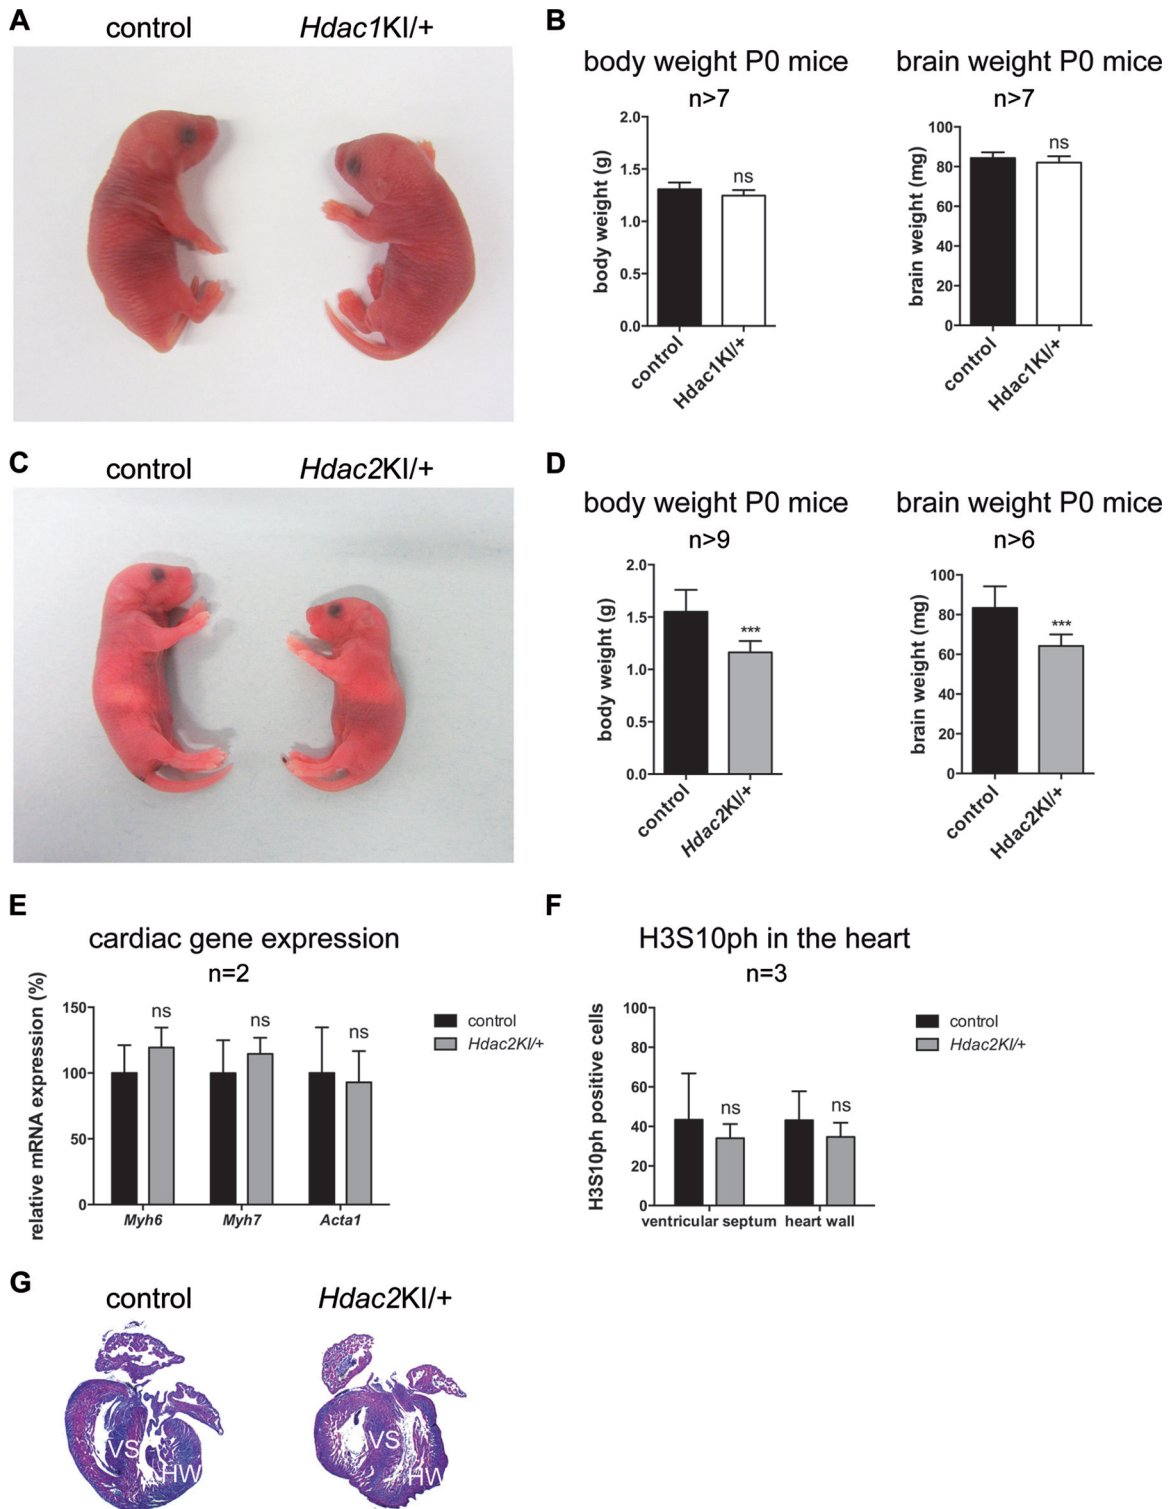 A
control
Hdac1KI/+
B
body weight P0 mice
n>7
body weight (g)
2.0
1.5
1.0
0.5
0.0
ns
control
Hdac1KI/+
brain weight P0 mice
n>7
brain weight (mg)
100
80
60
40
20
0
ns
control
Hdac1KI/+
C
control
Hdac2KI/+
D
body weight P0 mice
n>9
body weight (g)
2.0
1.5
1.0
0.5
0.0
***
control
Hdac2KI/+
brain weight P0 mice
n>6
brain weight (mg)
100
80
60
40
20
0
***
control
Hdac2KI/+
E
cardiac gene expression
n=2
relative mRNA expression (%)
150
100
50
0
ns
ns
ns
Myh6
Myh7
Acta1
control
Hdac2KI/+
F
H3S10ph in the heart
n=3
H3S10ph positive cells
100
80
60
40
20
0
ns
ns
ventricular septum
heart wall
control
Hdac2KI/+
G
control
Hdac2KI/+
VS
HW
VS
HW